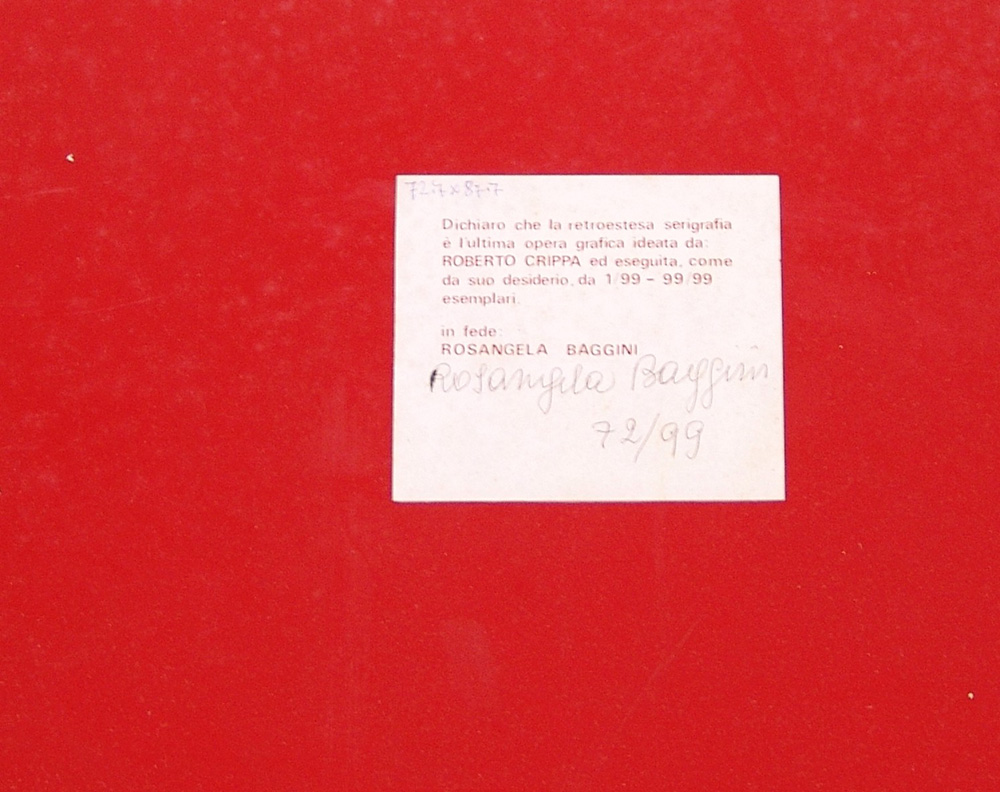 72.7x87.7
Dichiaro che la retroestesa serigrafia
è l'ultima opera grafica ideata da:
ROBERTO CRIPPA ed eseguita, come
da suo desiderio, da 1/99 - 99/99
esemplari.
in fede:
ROSANGELA BAGGINI
Rosangela Baggini
72/99